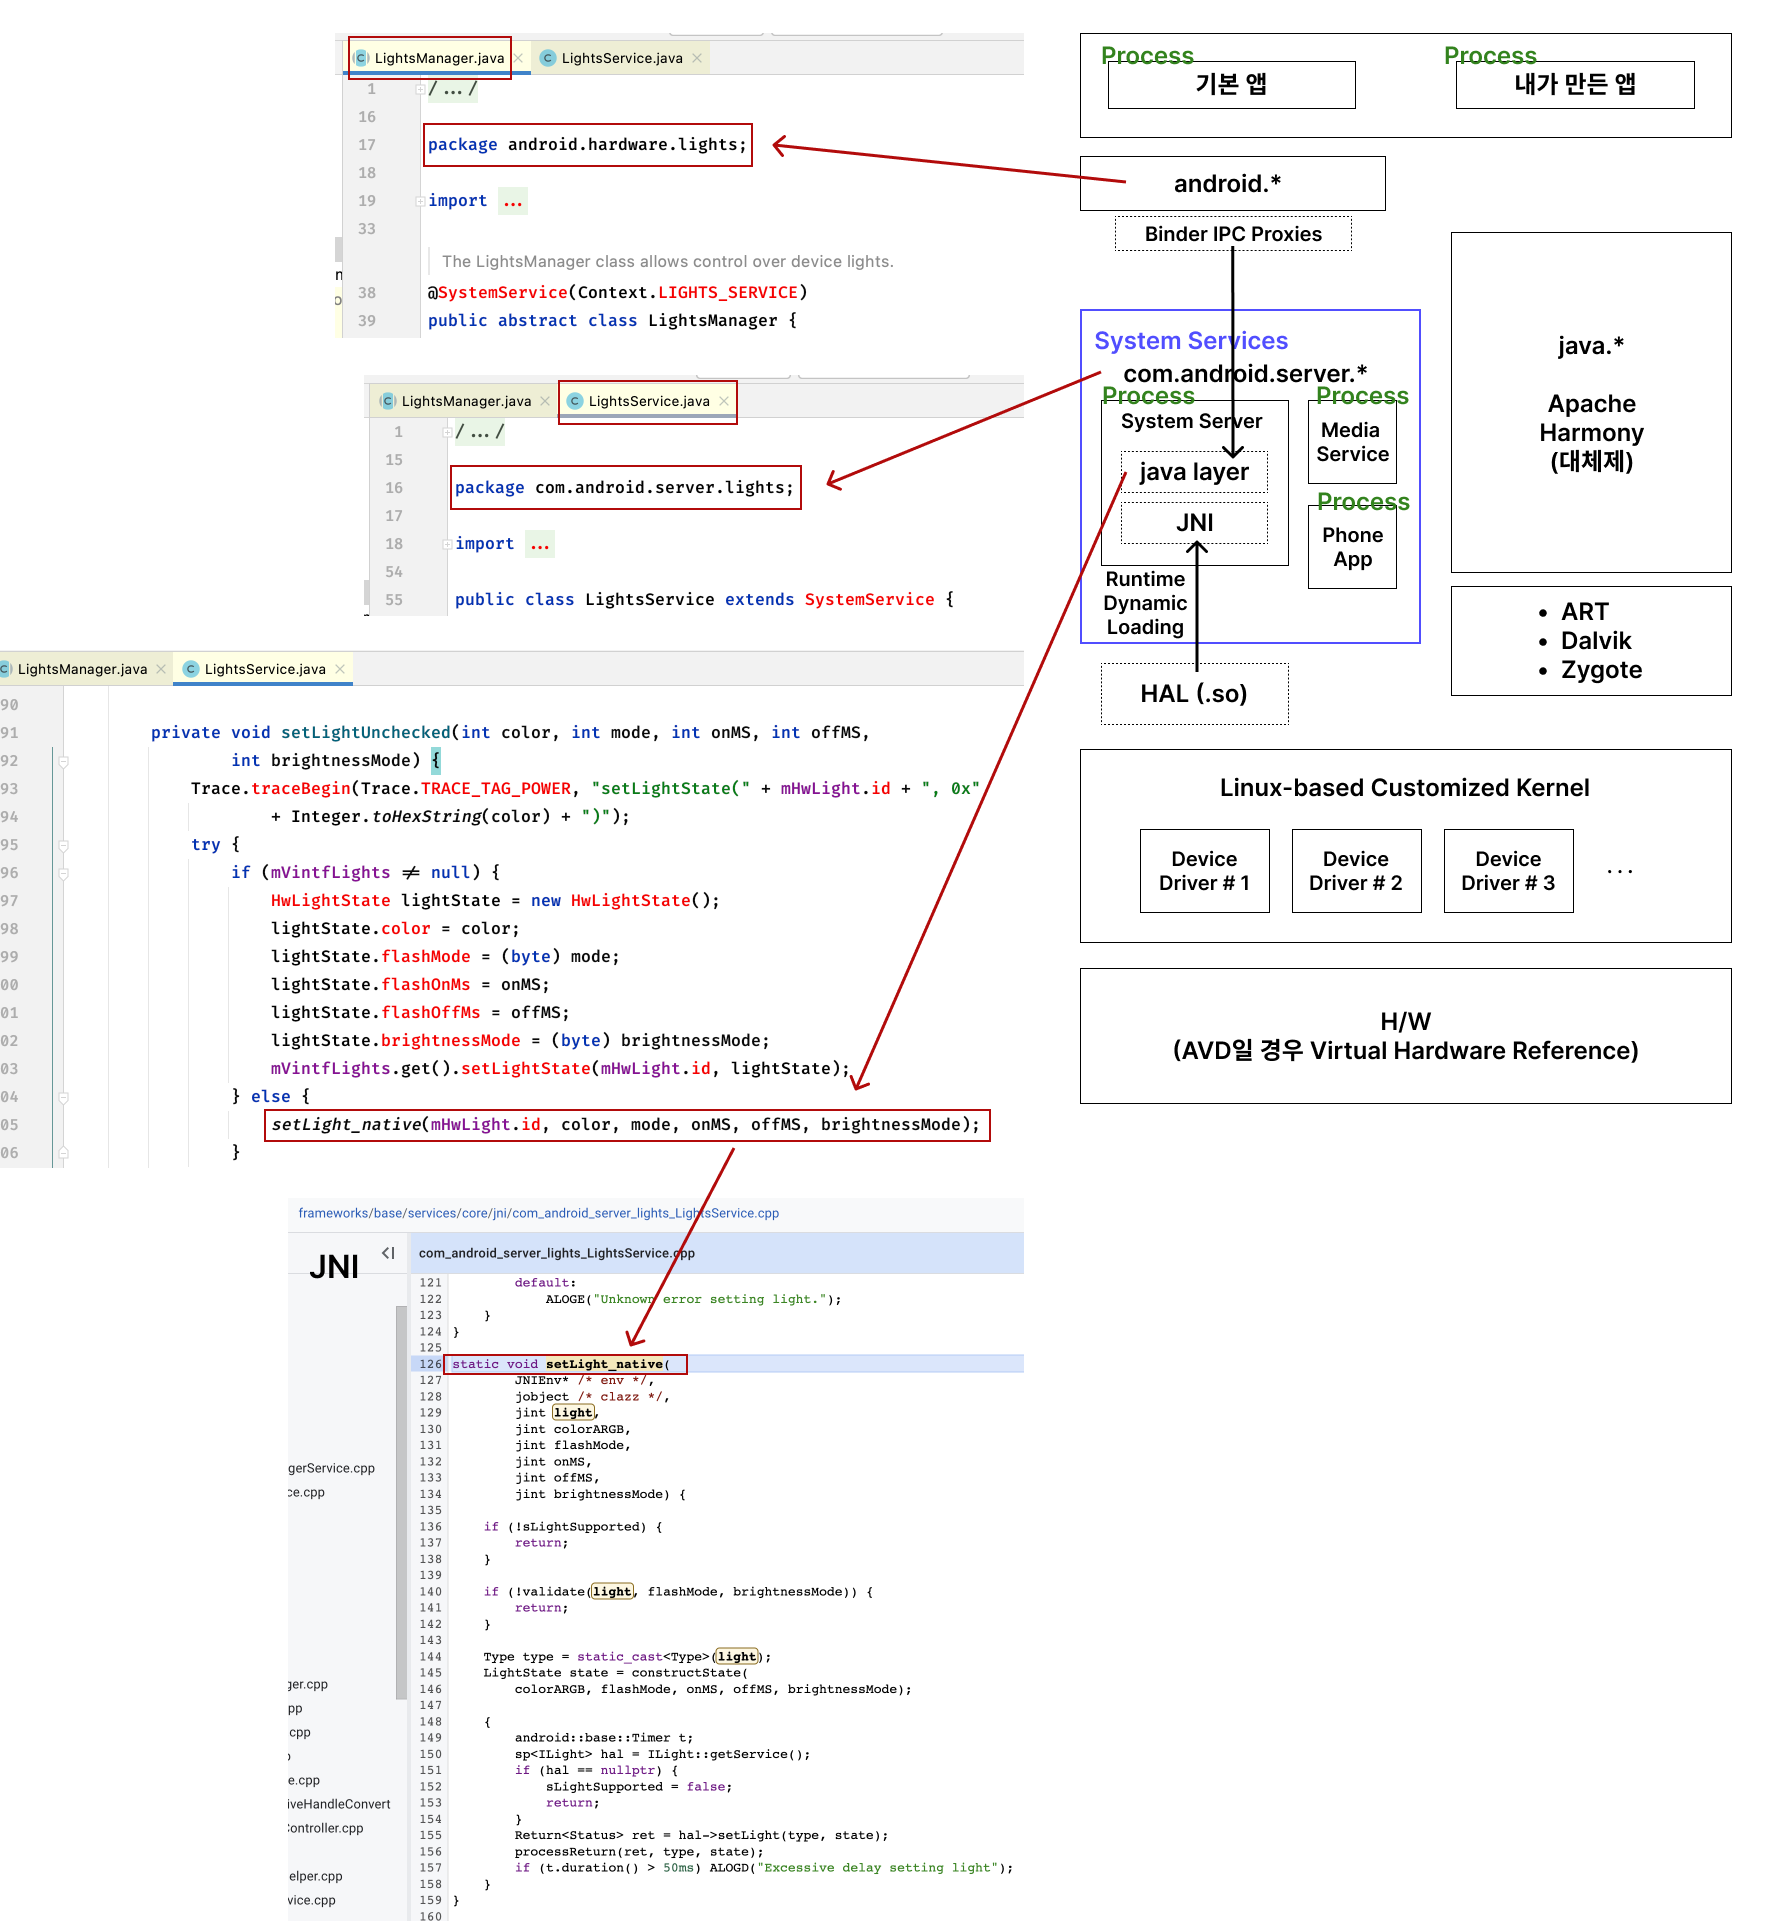 LightsManager.java
LightsService.java
1 /.../
16
17 package android.hardware.lights;
18
19 import ...
33
The LightsManager class allows control over device lights.
38 @SystemService(Context.LIGHTS_SERVICE)
39 public abstract class LightsManager {
LightsManager.java
LightsService.java
1 /.../
15
16 package com.android.server.lights;
17
18 import ...
54
55 public class LightsService extends SystemService {
LightsManager.java
LightsService.java
90
91 private void setLightUnchecked(int color, int mode, int onMS, int offMS,
92 int brightnessMode) {
93 Trace.traceBegin(Trace.TRACE_TAG_POWER, "setLightState(" + mHwLight.id + ", 0x"
94 + Integer.toHexString(color) + ")");
95 try {
96 if (mVintfLights ≠ null) {
97 HwLightState lightState = new HwLightState();
98 lightState.color = color;
99 lightState.flashMode = (byte) mode;
00 lightState.flashOnMs = onMS;
01 lightState.flashOffMs = offMS;
02 lightState.brightnessMode = (byte) brightnessMode;
03 mVintfLights.get().setLightState(mHwLight.id, lightState);
04 } else {
05 setLight_native(mHwLight.id, color, mode, onMS, offMS, brightnessMode);
06 }
frameworks/base/services/core/jni/com_android_server_lights_LightsService.cpp
JNI
com_android_server_lights_LightsService.cpp
121 default:
122 ALOGE("Unknown error setting light.");
123 }
124 }
125
126 static void setLight_native(
127 JNIEnv* /* env */,
128 jobject /* clazz */,
129 jint light,
130 jint colorARGB,
131 jint flashMode,
132 jint onMS,
133 jint offMS,
134 jint brightnessMode) {
135
136 if (!sLightSupported) {
137 return;
138 }
139
140 if (!validate(light, flashMode, brightnessMode)) {
141 return;
142 }
143
144 Type type = static_cast<Type>(light);
145 LightState state = constructState(
146 colorARGB, flashMode, onMS, offMS, brightnessMode);
147
148 {
149 android::base::Timer t;
150 sp<ILight> hal = ILight::getService();
151 if (hal == nullptr) {
152 sLightSupported = false;
153 return;
154 }
155 Return<Status> ret = hal->setLight(type, state);
156 processReturn(ret, type, state);
157 if (t.duration() > 50ms) ALOGD("Excessive delay setting light");
158 }
159 }
160
gerService.cpp
ce.cpp
ger.cpp
pp
cpp
e.cpp
iveHandleConvert
Controller.cpp
elper.cpp
vice.cpp
Process
기본 앱
Process
내가 만든 앱
android.*
Binder IPC Proxies
System Services
com.android.server.*
Process
System Server
java layer
JNI
Process
Media
Service
Process
Phone
App
Runtime
Dynamic
Loading
HAL (.so)
java.*
Apache
Harmony
(대체제)
• ART
• Dalvik
• Zygote
Linux-based Customized Kernel
Device
Driver # 1
Device
Driver # 2
Device
Driver # 3
...
H/W
(AVD일 경우 Virtual Hardware Reference)